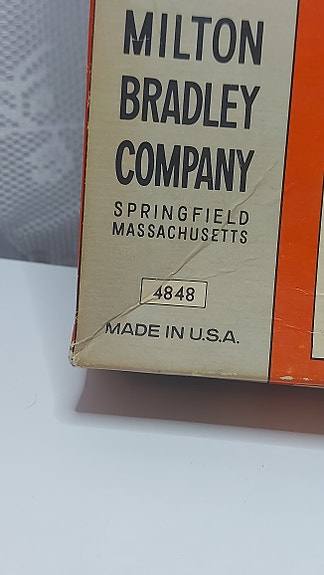 MILTON
BRADLEY
COMPANY
SPRINGFIELD
MASSACHUSETTS
4848
MADE IN U.S.A.